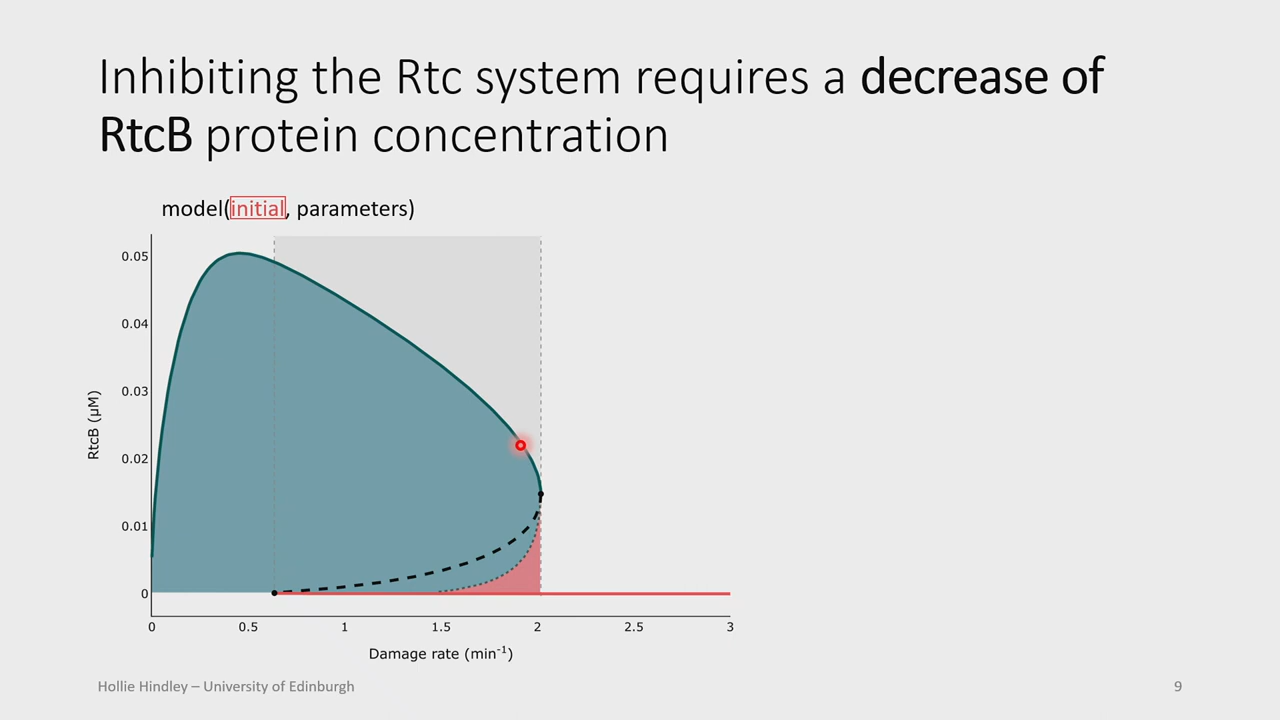 Inhibiting the Rtc system requires a decrease of
RtcB protein concentration
model(initial, parameters)
0.05
0.04
0.03
0.02
0.01
0
RtcB (μM)
0 0.5 1 1.5 2 2.5 3
Damage rate (min⁻¹)
Hollie Hindley – University of Edinburgh 9